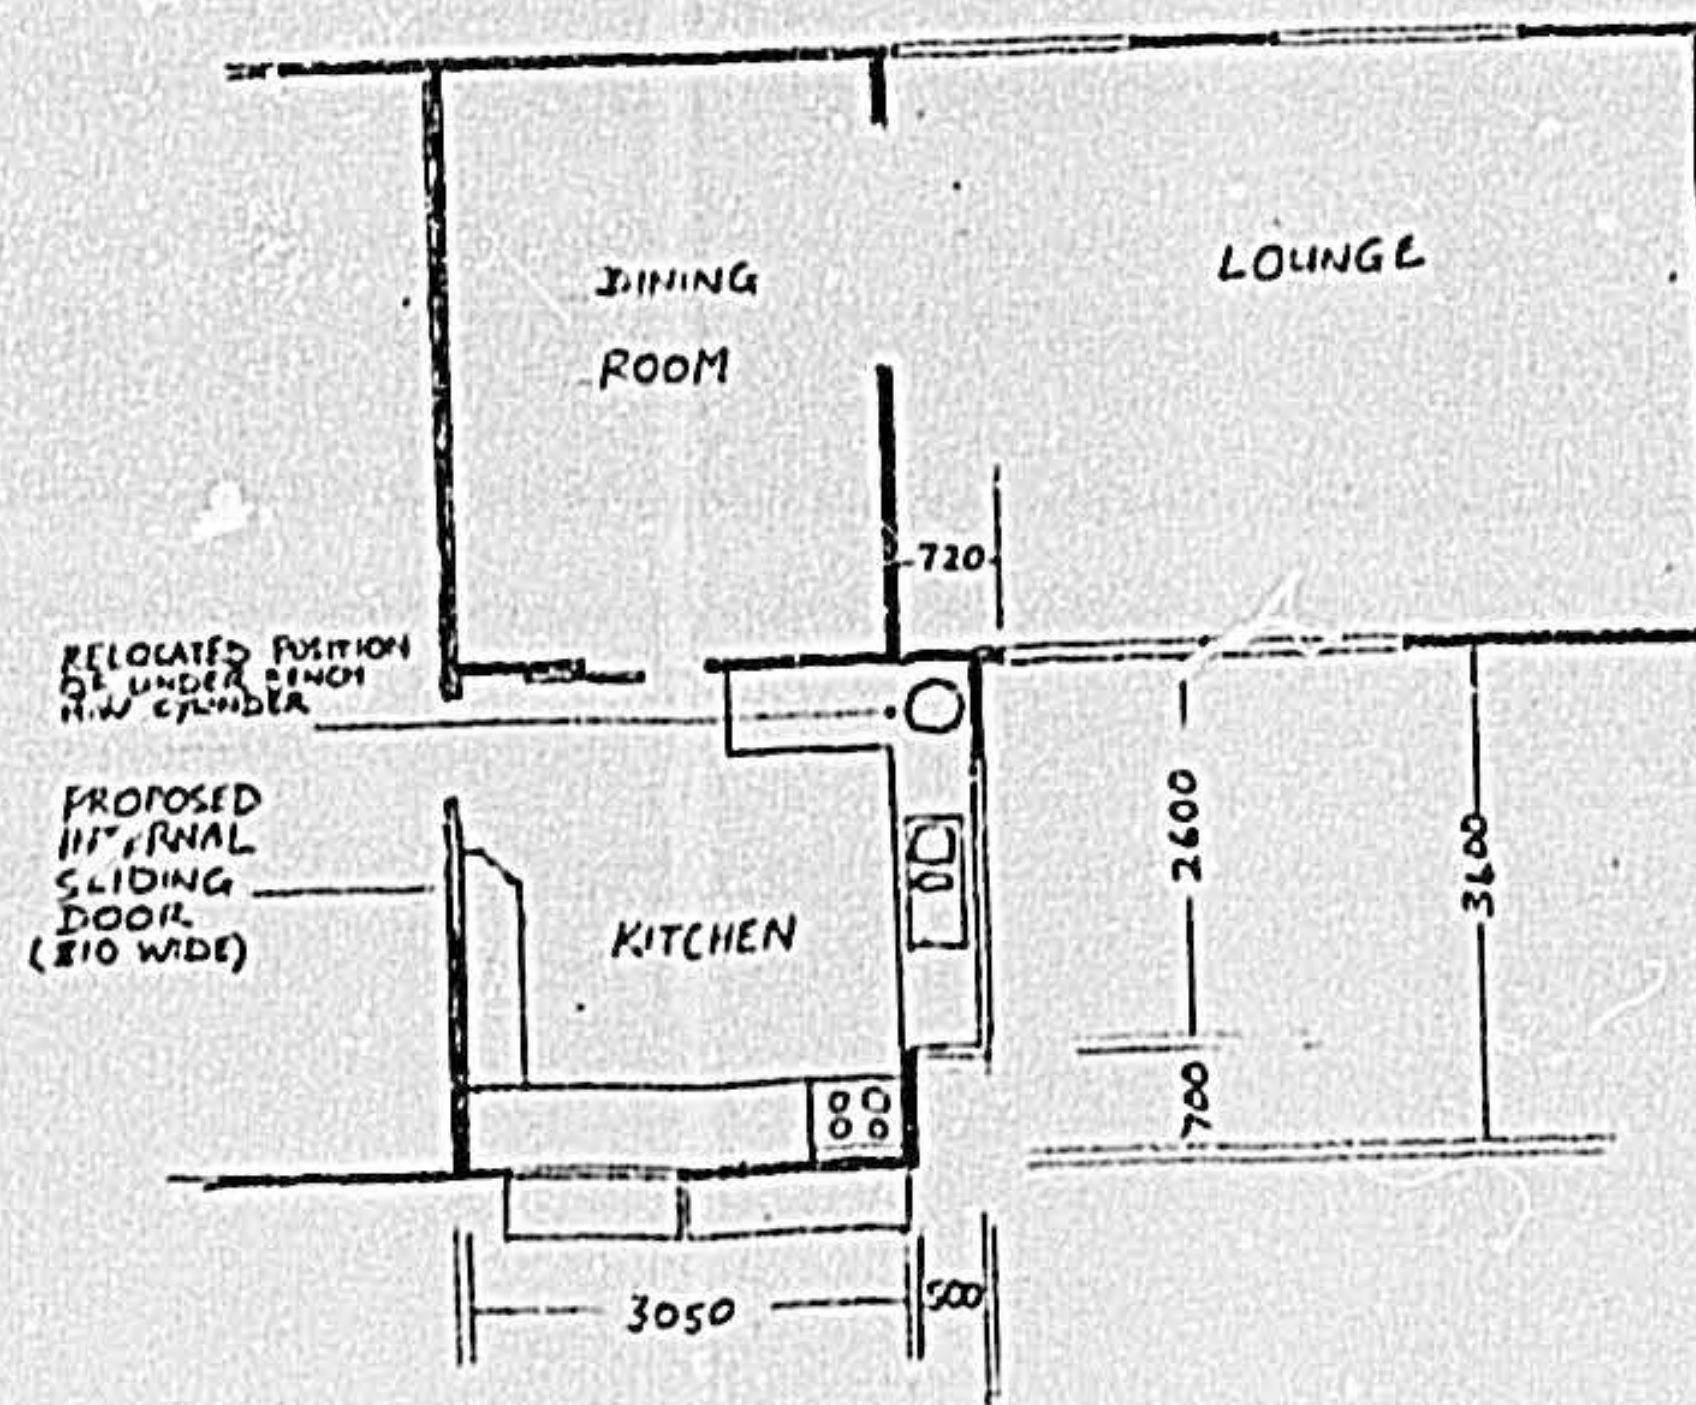 DINING
ROOM
LOUNGE
720
RELOCATED POSITION
OF UNDER BENCH
H.W CYLINDER
PROPOSED
INTERNAL
SLIDING
DOOR
(810 WIDE)
KITCHEN
2600
3600
700
3050
500